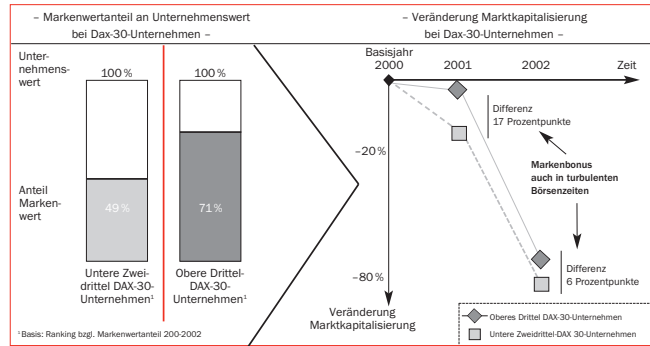 – Markenwertanteil an Unternehmenswert
bei Dax-30-Unternehmen –
Unter-
nehmens-
wert
100 %
100 %
Anteil
Marken-
wert
49 %
71 %
Untere Zwei-
drittel DAX-30-
Unternehmen¹
Obere Drittel-
DAX-30-
Unternehmen¹
¹Basis: Ranking bzgl. Markenwertanteil 200-2002
– Veränderung Marktkapitalisierung
bei Dax-30-Unternehmen –
Basisjahr
2000
2001
2002
Zeit
–20 %
–80 %
Differenz
17 Prozentpunkte
Markenbonus
auch in turbulenten
Börsenzeiten
Differenz
6 Prozentpunkte
Veränderung
Marktkapitalisierung
Oberes Drittel DAX-30-Unternehmen
Untere Zweidrittel-DAX 30-Unternehmen